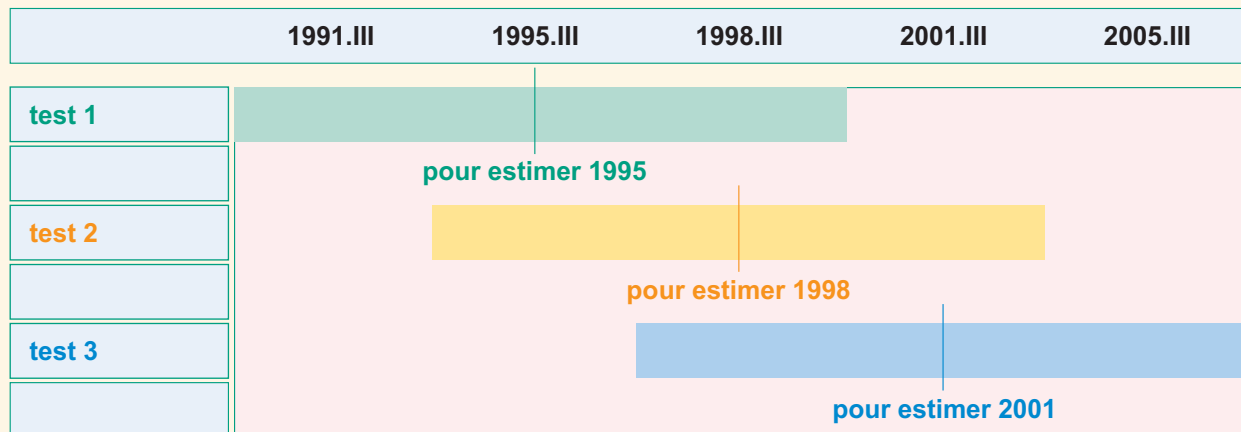 1991.III 1995.III 1998.III 2001.III 2005.III
test 1
pour estimer 1995
test 2
pour estimer 1998
test 3
pour estimer 2001